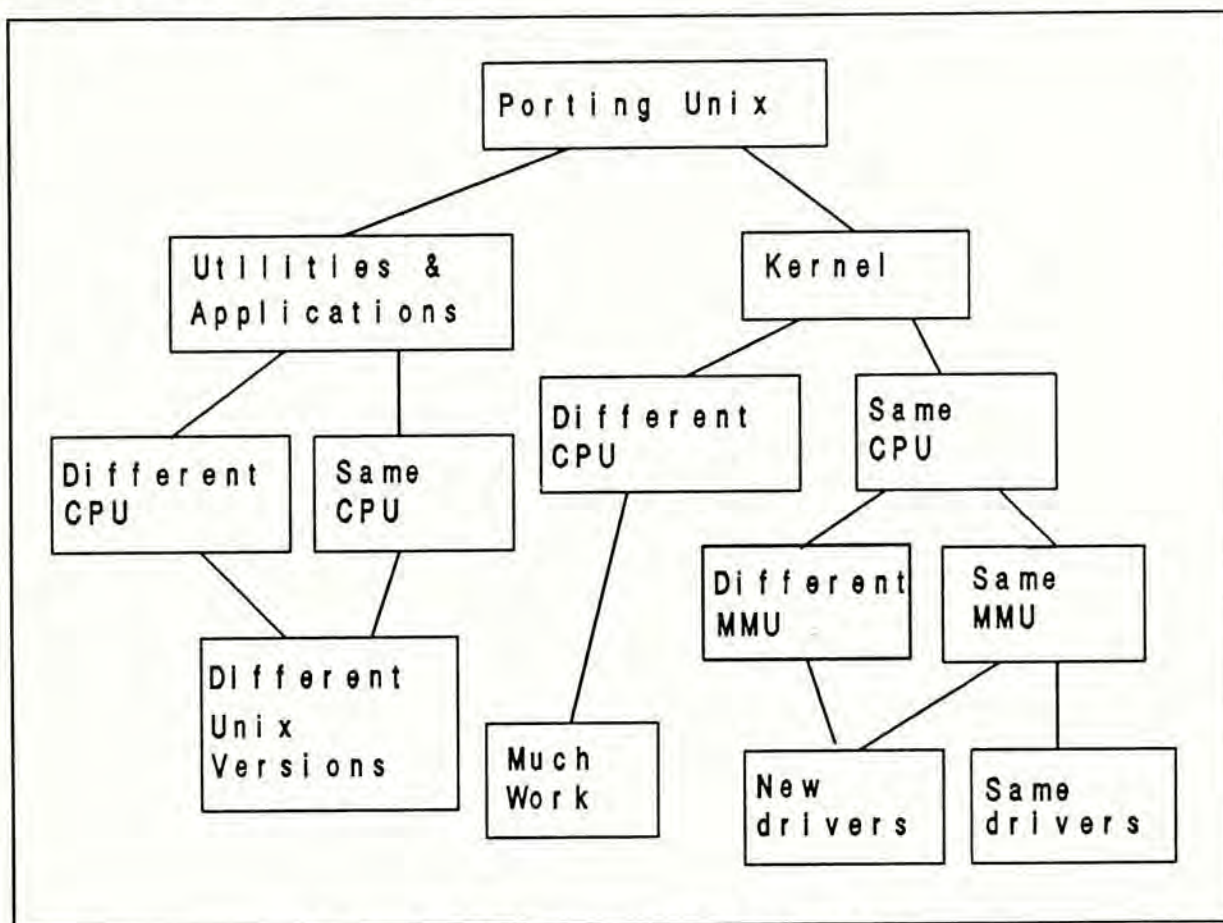 Porting Unix
Utilities &
Applications
Kernel
Different
CPU
Same
CPU
Different
CPU
Same
CPU
Different
MMU
Same
MMU
Different
Unix
Versions
Much
Work
New
drivers
Same
drivers